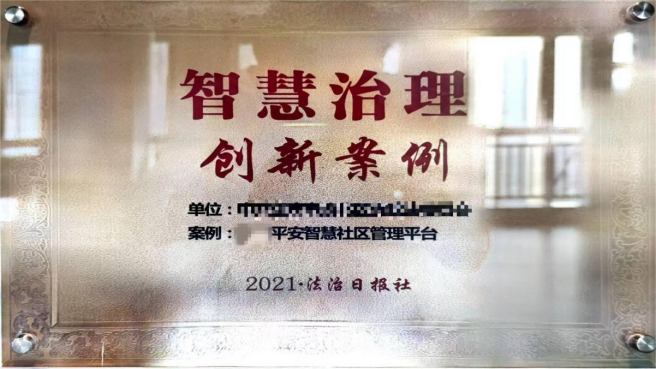 智慧治理
创新案例
单位：
案例： 平安智慧社区管理平台
2021·法治日报社